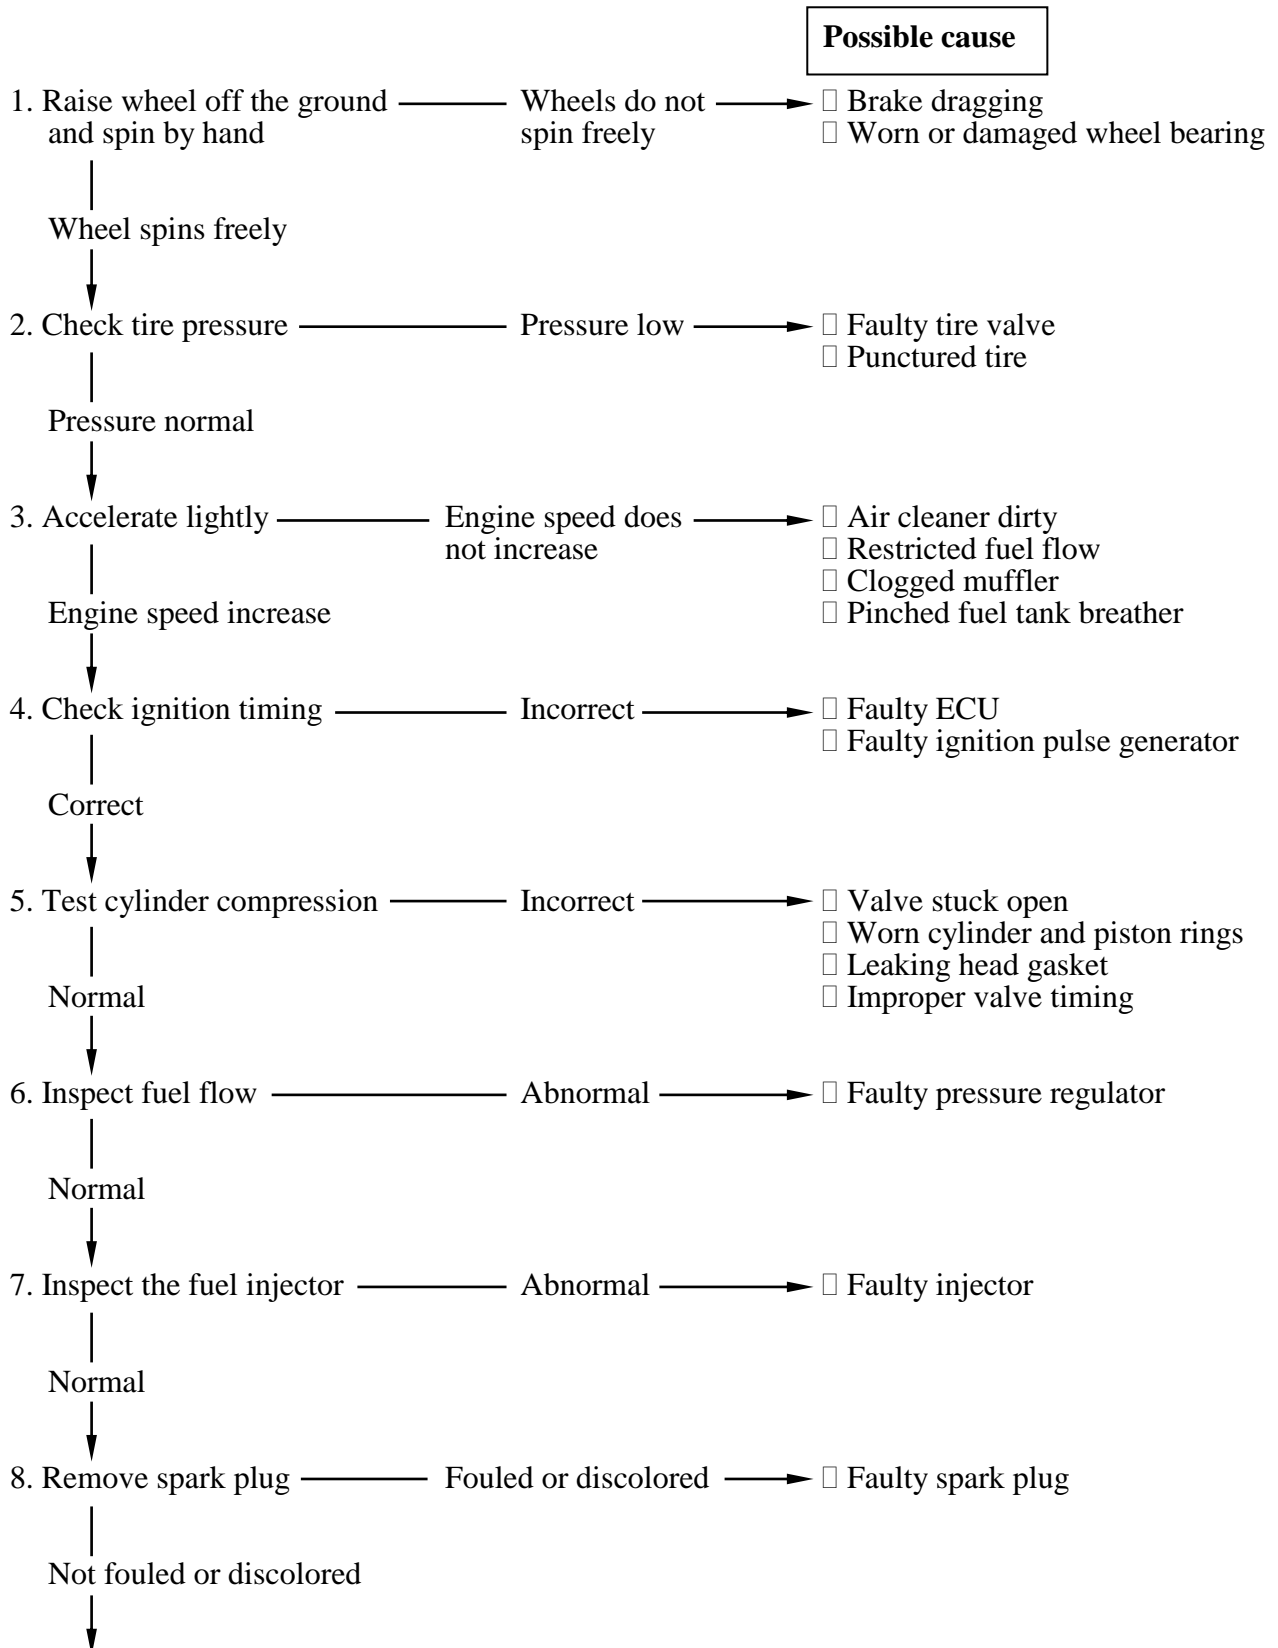 Possible cause
1. Raise wheel off the ground Wheels do not □ Brake dragging
and spin by hand spin freely □ Worn or damaged wheel bearing
Wheel spins freely
2. Check tire pressure Pressure low □ Faulty tire valve
□ Punctured tire
Pressure normal
3. Accelerate lightly Engine speed does □ Air cleaner dirty
not increase □ Restricted fuel flow
□ Clogged muffler
Engine speed increase □ Pinched fuel tank breather
4. Check ignition timing Incorrect □ Faulty ECU
□ Faulty ignition pulse generator
Correct
5. Test cylinder compression Incorrect □ Valve stuck open
□ Worn cylinder and piston rings
□ Leaking head gasket
Normal □ Improper valve timing
6. Inspect fuel flow Abnormal □ Faulty pressure regulator
Normal
7. Inspect the fuel injector Abnormal □ Faulty injector
Normal
8. Remove spark plug Fouled or discolored □ Faulty spark plug
Not fouled or discolored